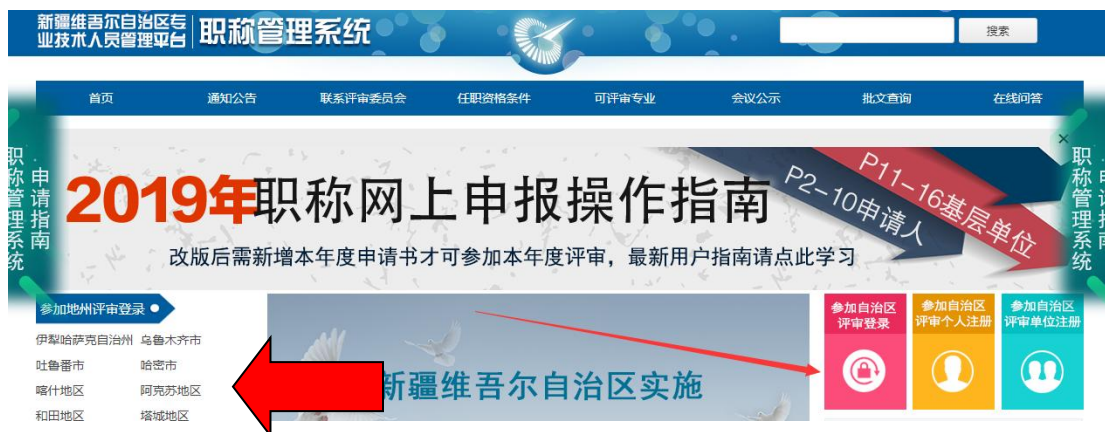 新疆维吾尔自治区专
业技术人员管理平台
职称管理系统
搜索
首页 通知公告 联系评审委员会 任职资格条件 可评审专业 会议公示 批文查询 在线问答
职称管理系统
申请指南
2019年职称网上申报操作指南
P2-10申请人
P11-16基层单位
改版后需新增本年度申请书才可参加本年度评审，最新用户指南请点此学习
职称管理系统
申请指南
参加地州评审登录
伊犁哈萨克自治州 乌鲁木齐市
吐鲁番市 哈密市
喀什地区 阿克苏地区
和田地区 塔城地区
新疆维吾尔自治区实施
参加自治区
评审登录
参加自治区
评审个人注册
参加自治区
评审单位注册